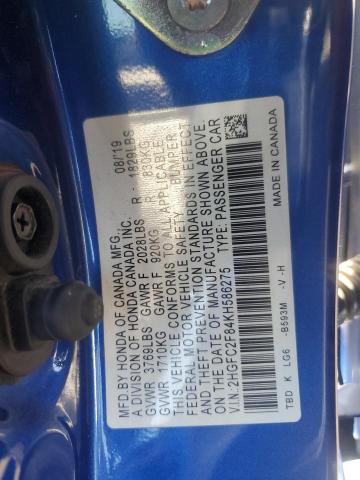 MFD.BY HONDA OF CANADA MFG., 08/'19
A DIVISION OF HONDA CANADA INC.
GVWR 3769LBS GAWR F 2028LBS R - 1829LBS
GVWR 1710KG GAWR F 920KG R - 830KG
THIS VEHICLE CONFORMS TO ALL APPLICABLE
FEDERAL MOTOR VEHICLE SAFETY, BUMPER,
AND THEFT PREVENTION STANDARDS IN EFFECT
ON THE DATE OF MANUFACTURE SHOWN ABOVE.
V.I.N.: 2HGFC2F84KH586275 TYPE: PASSENGER CAR
TBD K LG6 -B593M -V-H MADE IN CANADA